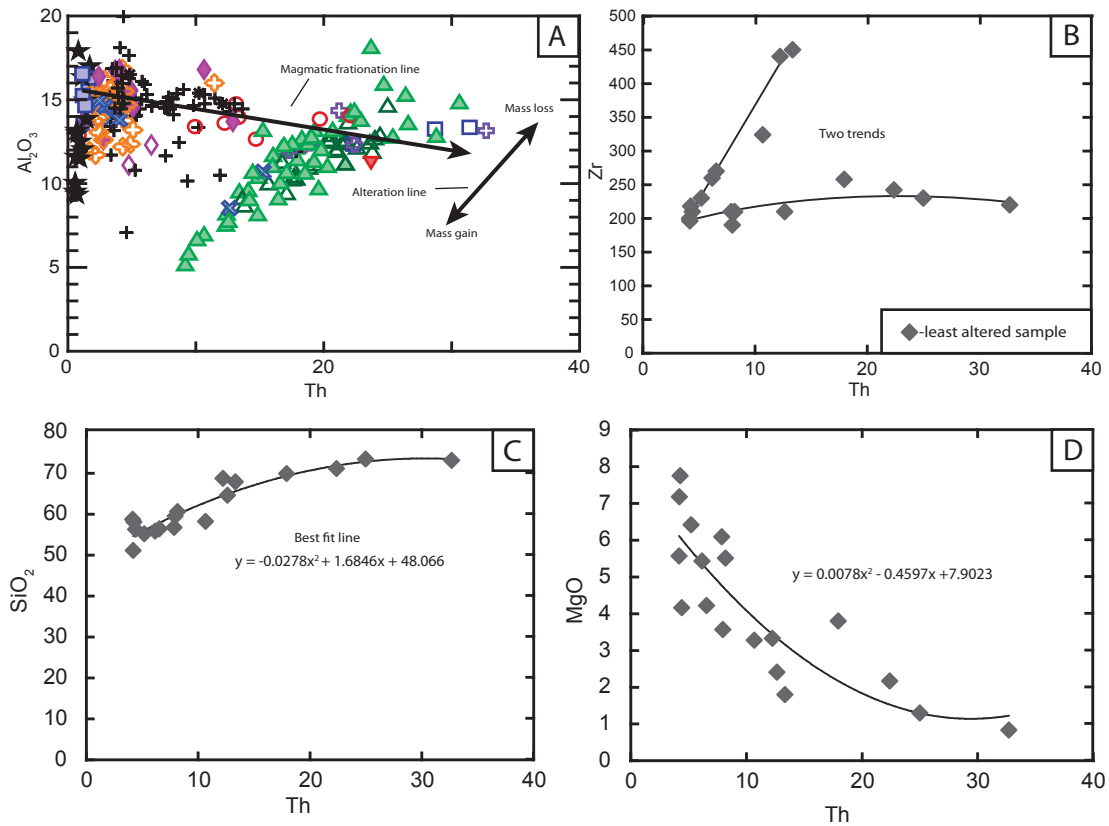 A
20
15
10
5
0
Al2O3
Magmatic frationation line
Mass loss
Alteration line
Mass gain
0
20
30
40
Th
B
500
450
400
350
300
250
200
150
100
50
0
Zr
Two trends
-least altered sample
0
10
20
30
40
Th
C
80
70
60
50
40
30
20
10
0
SiO2
Best fit line
y = -0.0278x² + 1.6846x + 48.066
0
10
20
30
40
Th
D
9
8
7
6
5
4
3
2
1
0
MgO
y = 0.0078x² - 0.4597x +7.9023
0
10
20
30
40
Th